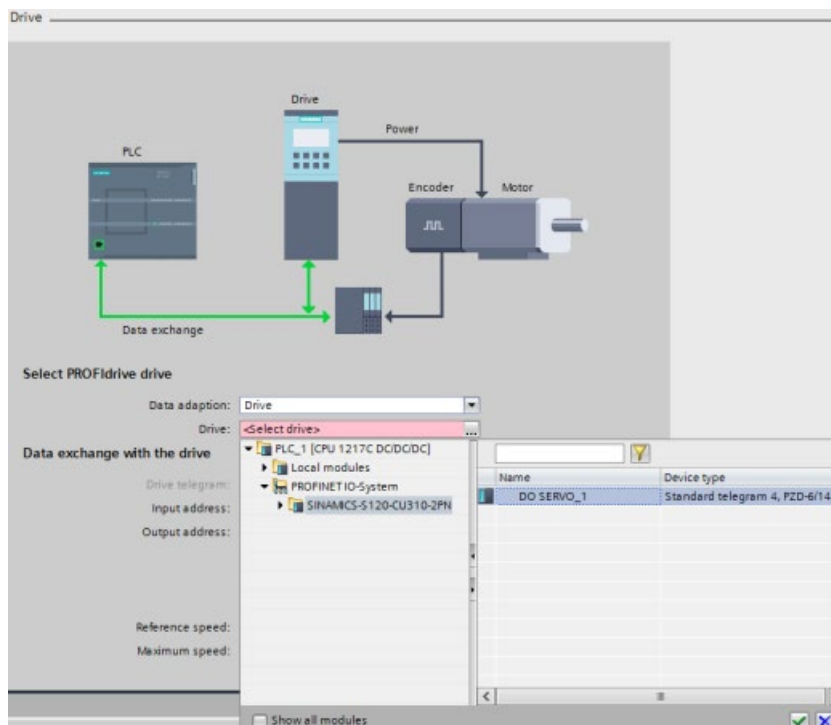 Drive
Drive
Power
PLC
Encoder
Motor
Data exchange
Select PROFIdrive drive
Data adaption: Drive
Drive: <Select drive> ...
Data exchange with the drive
PLC_1 [CPU 1217C DC/DC/DC]
Local modules
PROFINET IO-System
SINAMICS-S120-CU310-2PN
Name Device type
DO SERVO_1 Standard telegram 4, PZD-6/14
Drive telegram:
Input address:
Output address:
Reference speed:
Maximum speed:
Show all modules